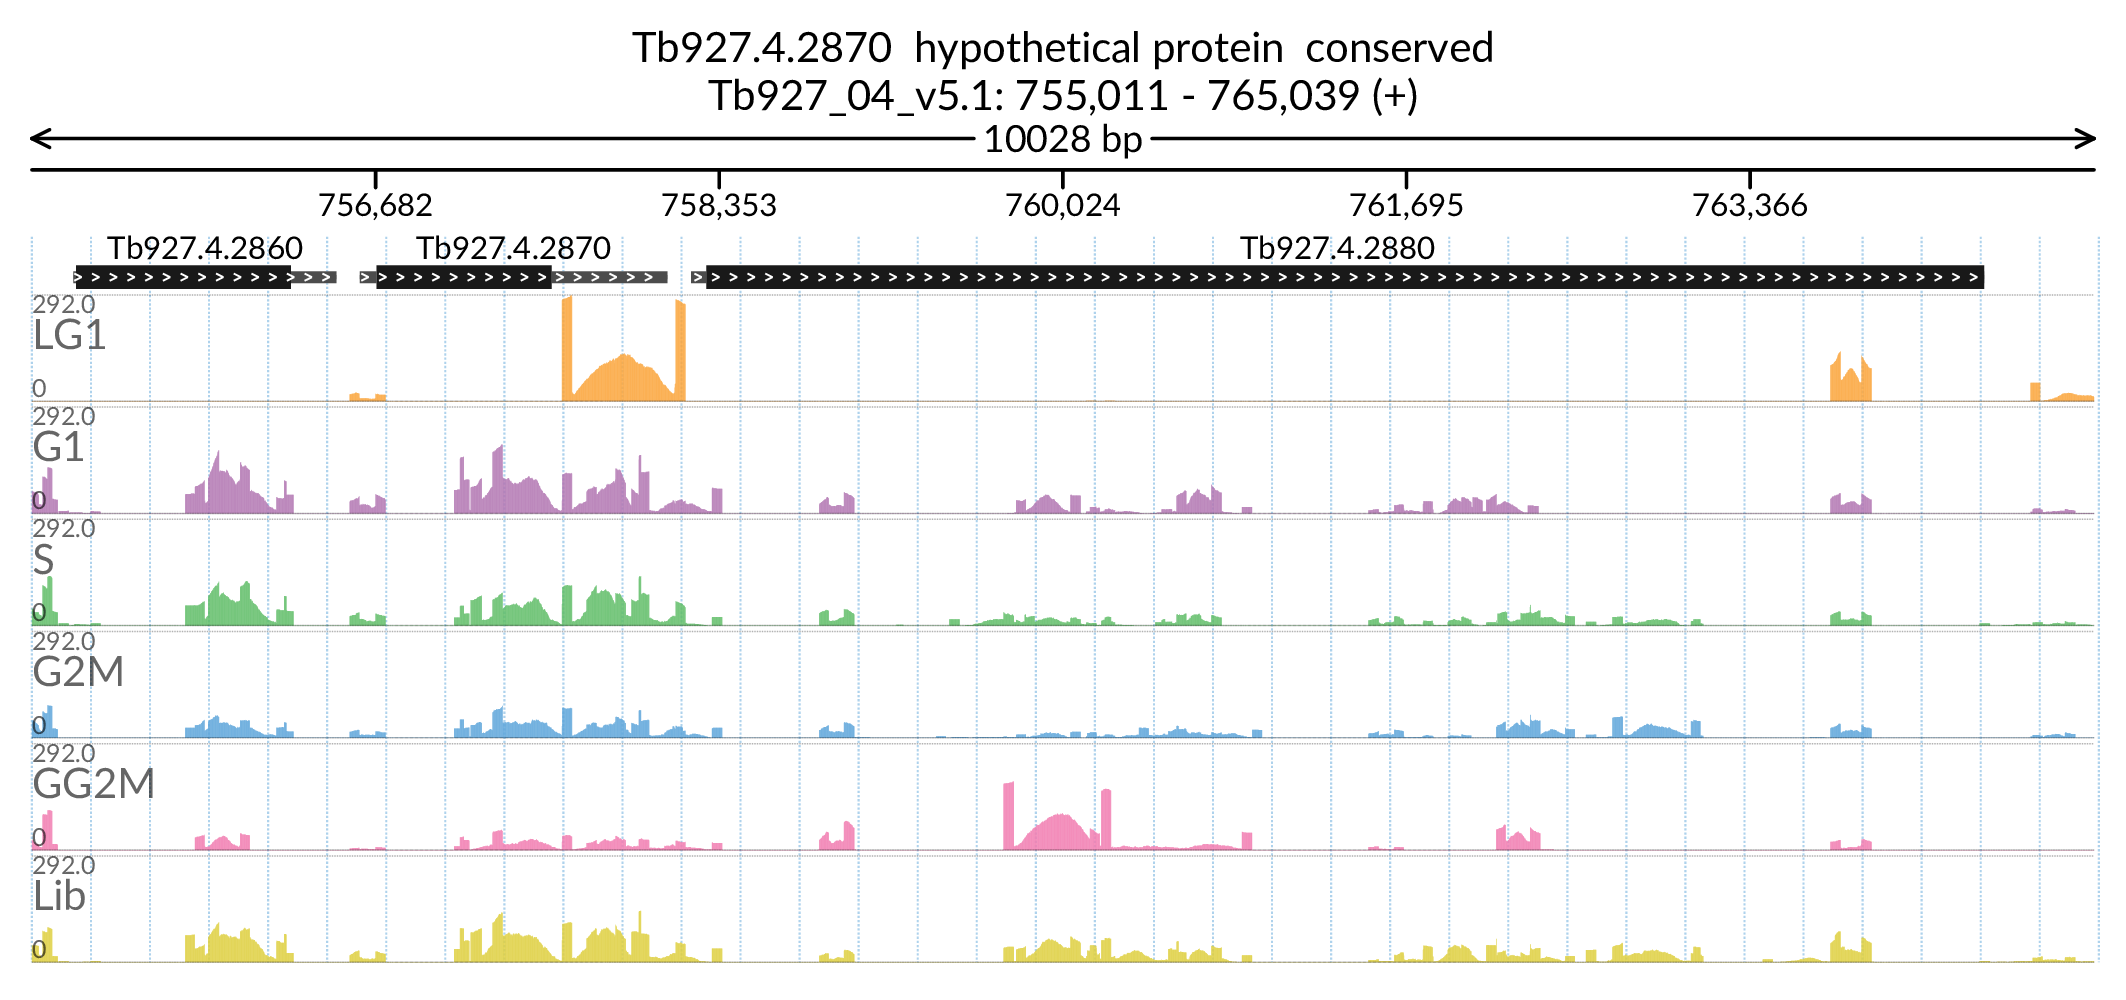 Tb927.4.2870  hypothetical protein  conserved
Tb927_04_v5.1: 755,011 - 765,039 (+)
10028 bp
756,682 758,353 760,024 761,695 763,366
Tb927.4.2860 Tb927.4.2870 Tb927.4.2880
292.0
LG1
0
292.0
G1
0
292.0
S
0
292.0
G2M
0
292.0
GG2M
0
292.0
Lib
0